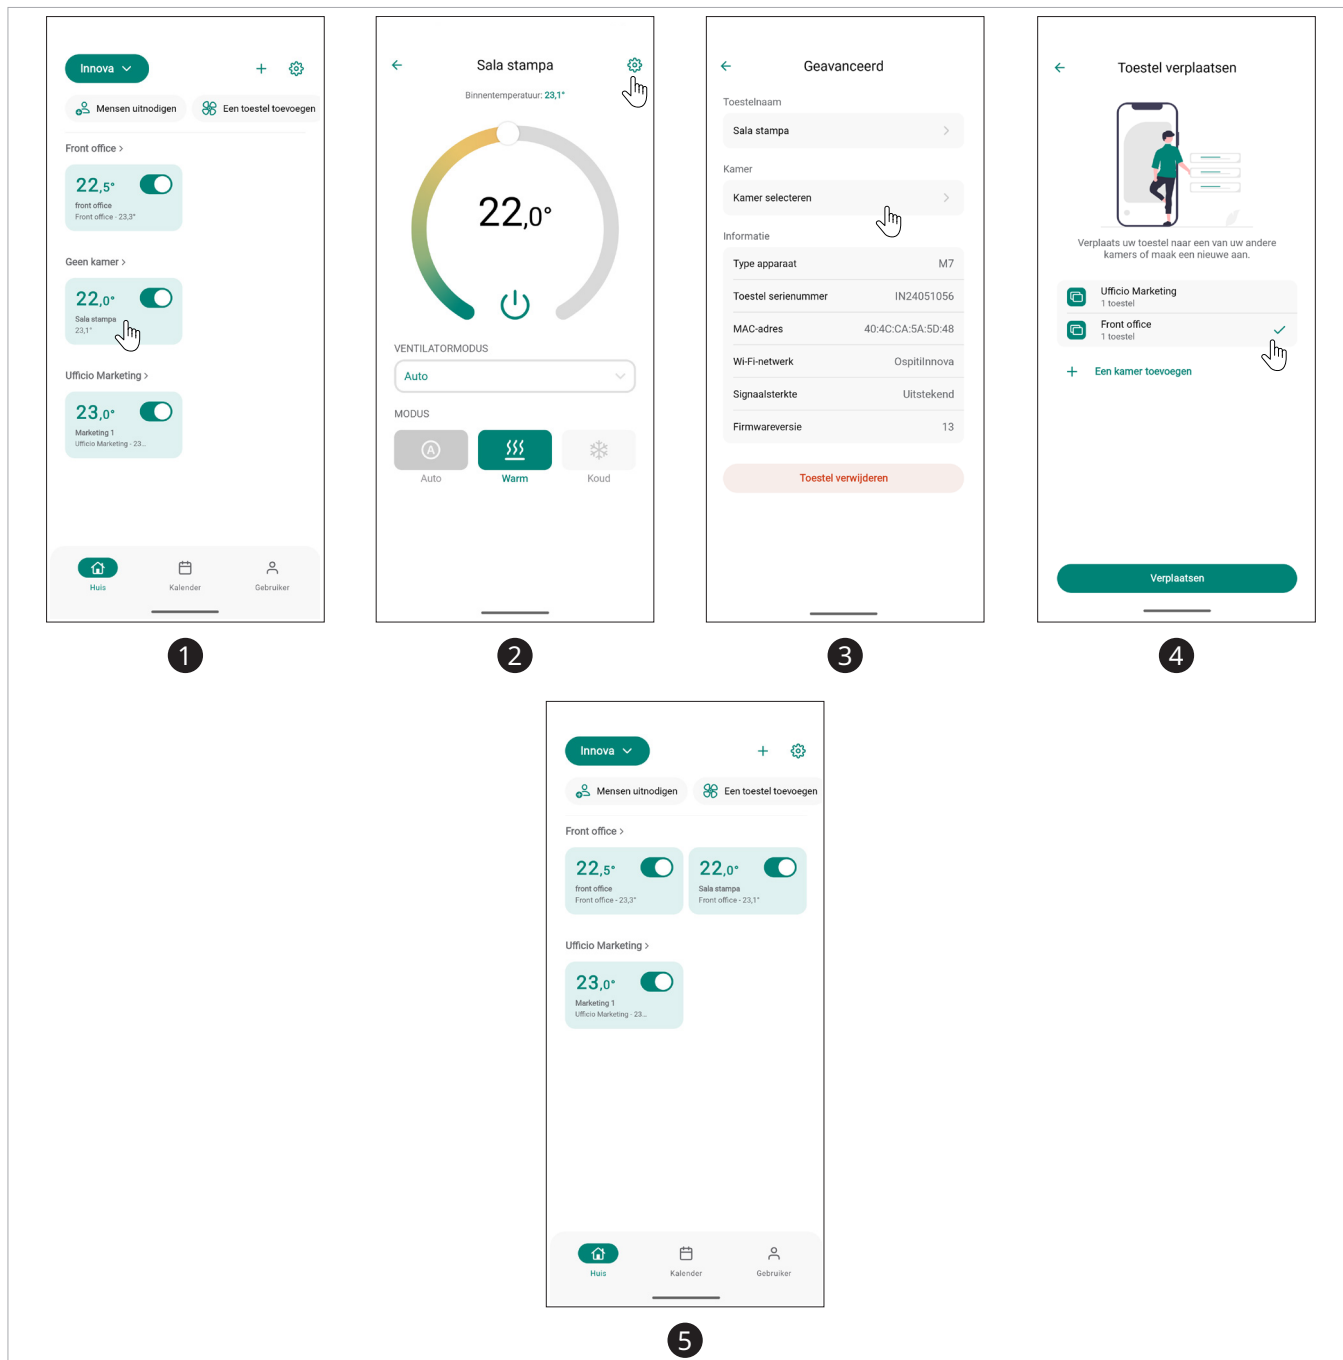 Innova
Mensen uitnodigen
Een toestel toevoegen
Front office >
22,5°
front office
Front office - 23,3°
Geen kamer >
22,0°
Sala stampa
23,1°
Ufficio Marketing >
23,0°
Marketing 1
Ufficio Marketing - 23...
Huis
Kalender
Gebruiker
1
Sala stampa
Binnentemperatuur: 23,1°
22,0°
VENTILATORMODUS
Auto
MODUS
A
Auto
Warm
Koud
2
Geavanceerd
Toestelnaam
Sala stampa
Kamer
Kamer selecteren
Informatie
Type apparaat M7
Toestel serienummer IN24051056
MAC-adres 40:4C:CA:5A:5D:48
Wi-Fi-netwerk OspitiInnova
Signaalsterkte Uitstekend
Firmwareversie 13
Toestel verwijderen
3
Toestel verplaatsen
Verplaats uw toestel naar een van uw andere
kamers of maak een nieuwe aan.
Ufficio Marketing
1 toestel
Front office
1 toestel
+ Een kamer toevoegen
Verplaatsen
4
Innova
Mensen uitnodigen
Een toestel toevoegen
Front office >
22,5°
front office
Front office - 23,3°
22,0°
Sala stampa
Front office - 23,1°
Ufficio Marketing >
23,0°
Marketing 1
Ufficio Marketing - 23...
Huis
Kalender
Gebruiker
5